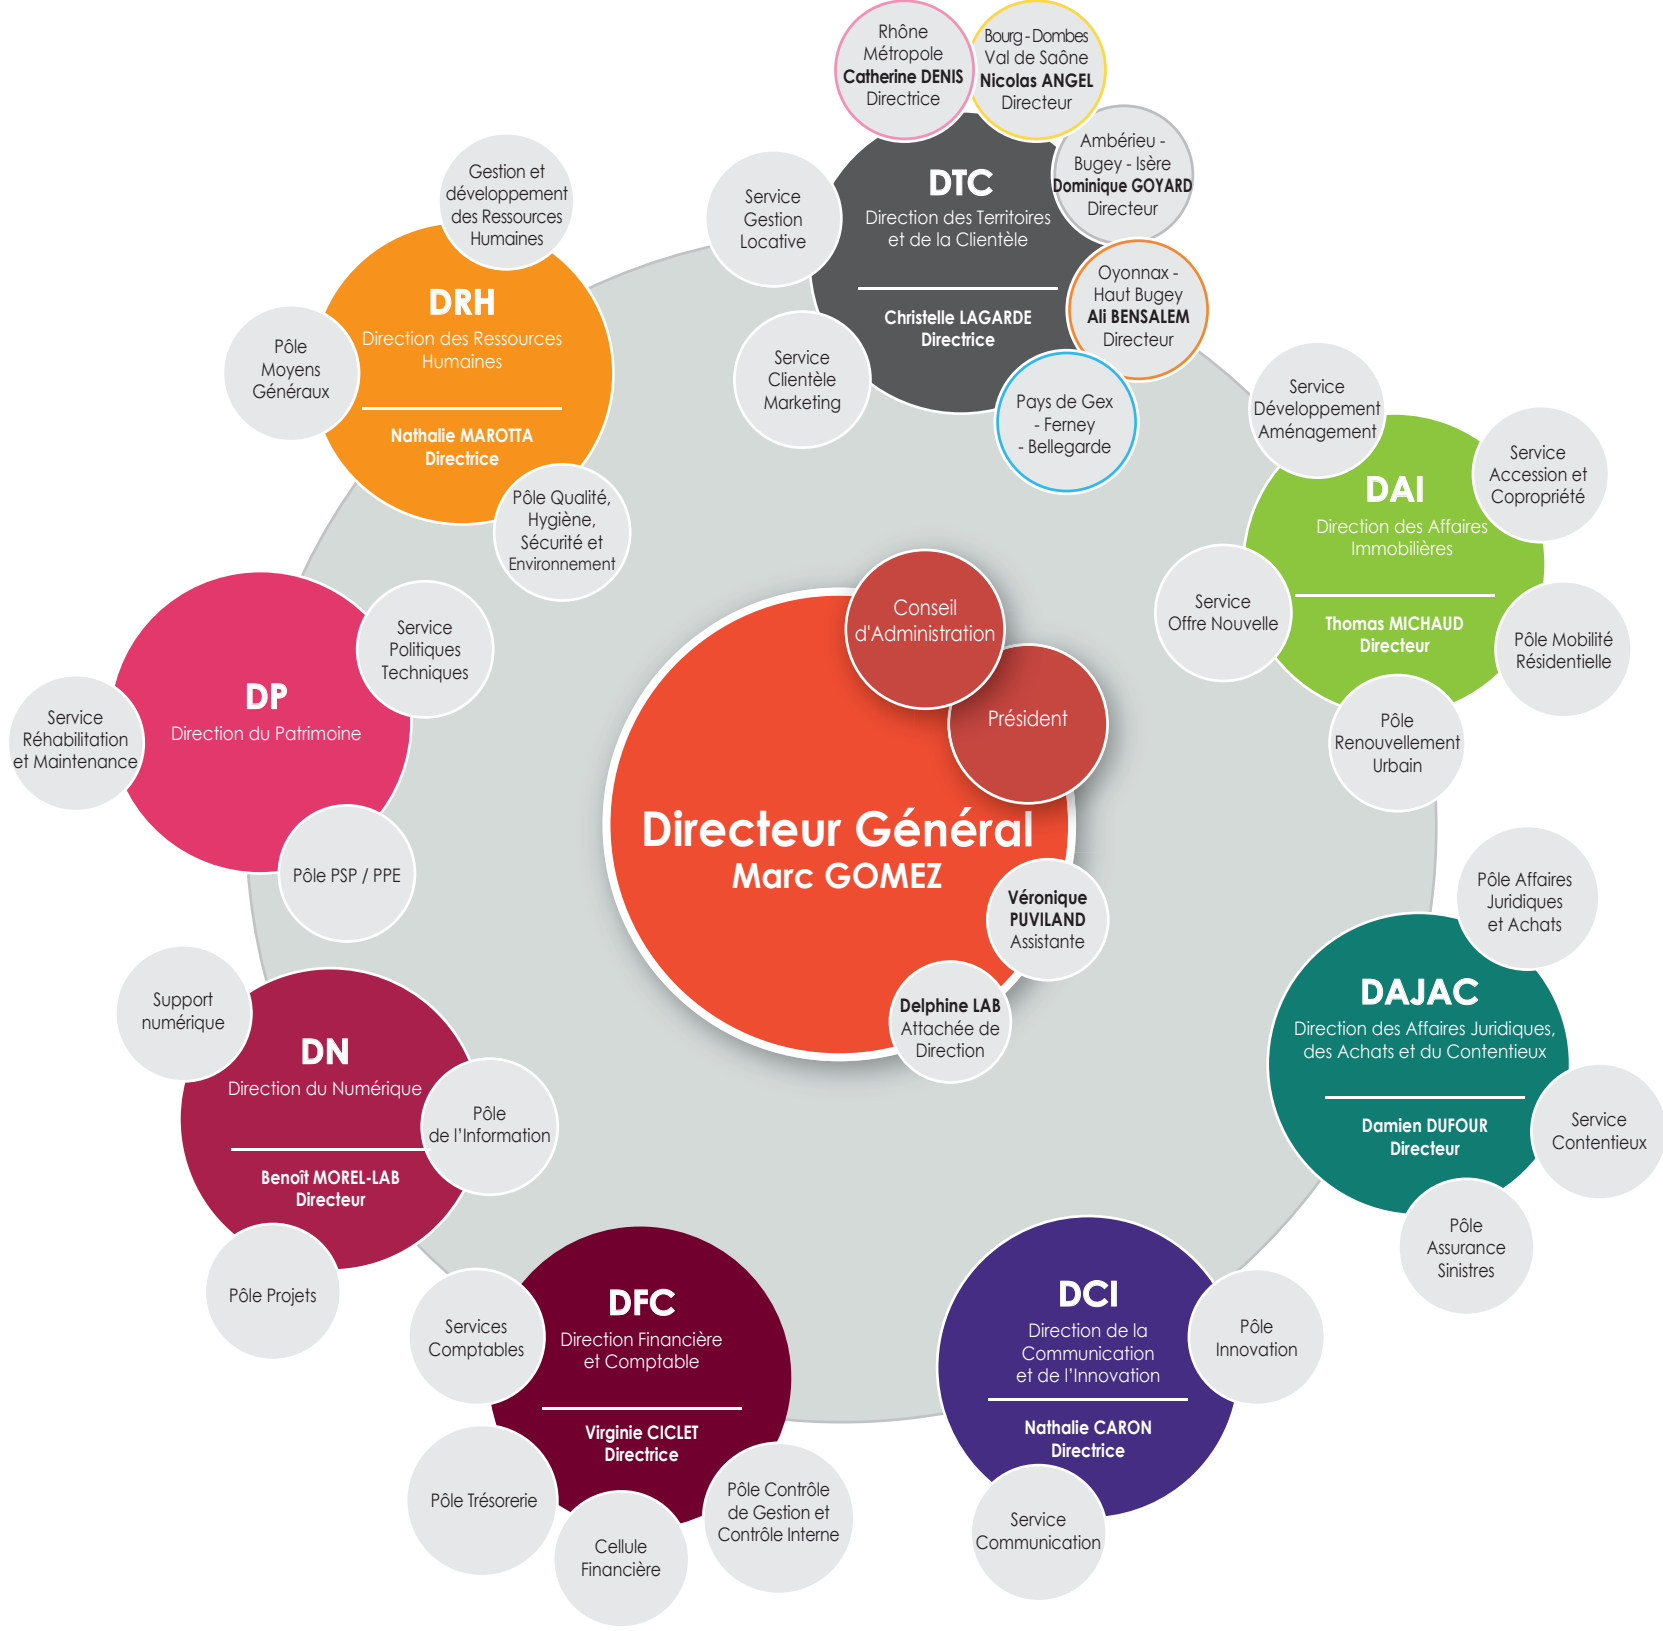 Rhône
Métropole
Catherine DENIS
Directrice
Bourg - Dombes
Val de Saône
Nicolas ANGEL
Directeur
Ambérieu -
Bugey - Isère
Dominique GOYARD
Directeur
Oyonnax -
Haut Bugey
Ali BENSALEM
Directeur
Pays de Gex
- Ferney
- Bellegarde
DTC
Direction des Territoires
et de la Clientèle
Christelle LAGARDE
Directrice
Service
Gestion
Locative
Service
Clientèle
Marketing
Gestion et
développement
des Ressources
Humaines
DRH
Direction des Ressources
Humaines
Nathalie MAROTTA
Directrice
Pôle
Moyens
Généraux
Pôle Qualité,
Hygiène,
Sécurité et
Environnement
Service
Développement
Aménagement
Service
Accession et
Copropriété
DAI
Direction des Affaires
Immobilières
Thomas MICHAUD
Directeur
Service
Offre Nouvelle
Pôle Mobilité
Résidentielle
Pôle
Renouvellement
Urbain
DP
Direction du Patrimoine
Service
Politiques
Techniques
Service
Réhabilitation
et Maintenance
Pôle PSP / PPE
Conseil
d'Administration
Président
Directeur Général
Marc GOMEZ
Véronique
PUVILAND
Assistante
Delphine LAB
Attachée de
Direction
Pôle Affaires
Juridiques
et Achats
DAJAC
Direction des Affaires Juridiques,
des Achats et du Contentieux
Damien DUFOUR
Directeur
Service
Contentieux
Pôle
Assurance
Sinistres
Support
numérique
DN
Direction du Numérique
Benoît MOREL-LAB
Directeur
Pôle
de l'Information
Pôle Projets
Services
Comptables
DFC
Direction Financière
et Comptable
Virginie CICLET
Directrice
Pôle Trésorerie
Cellule
Financière
Pôle Contrôle
de Gestion et
Contrôle Interne
DCI
Direction de la
Communication
et de l'Innovation
Nathalie CARON
Directrice
Pôle
Innovation
Service
Communication